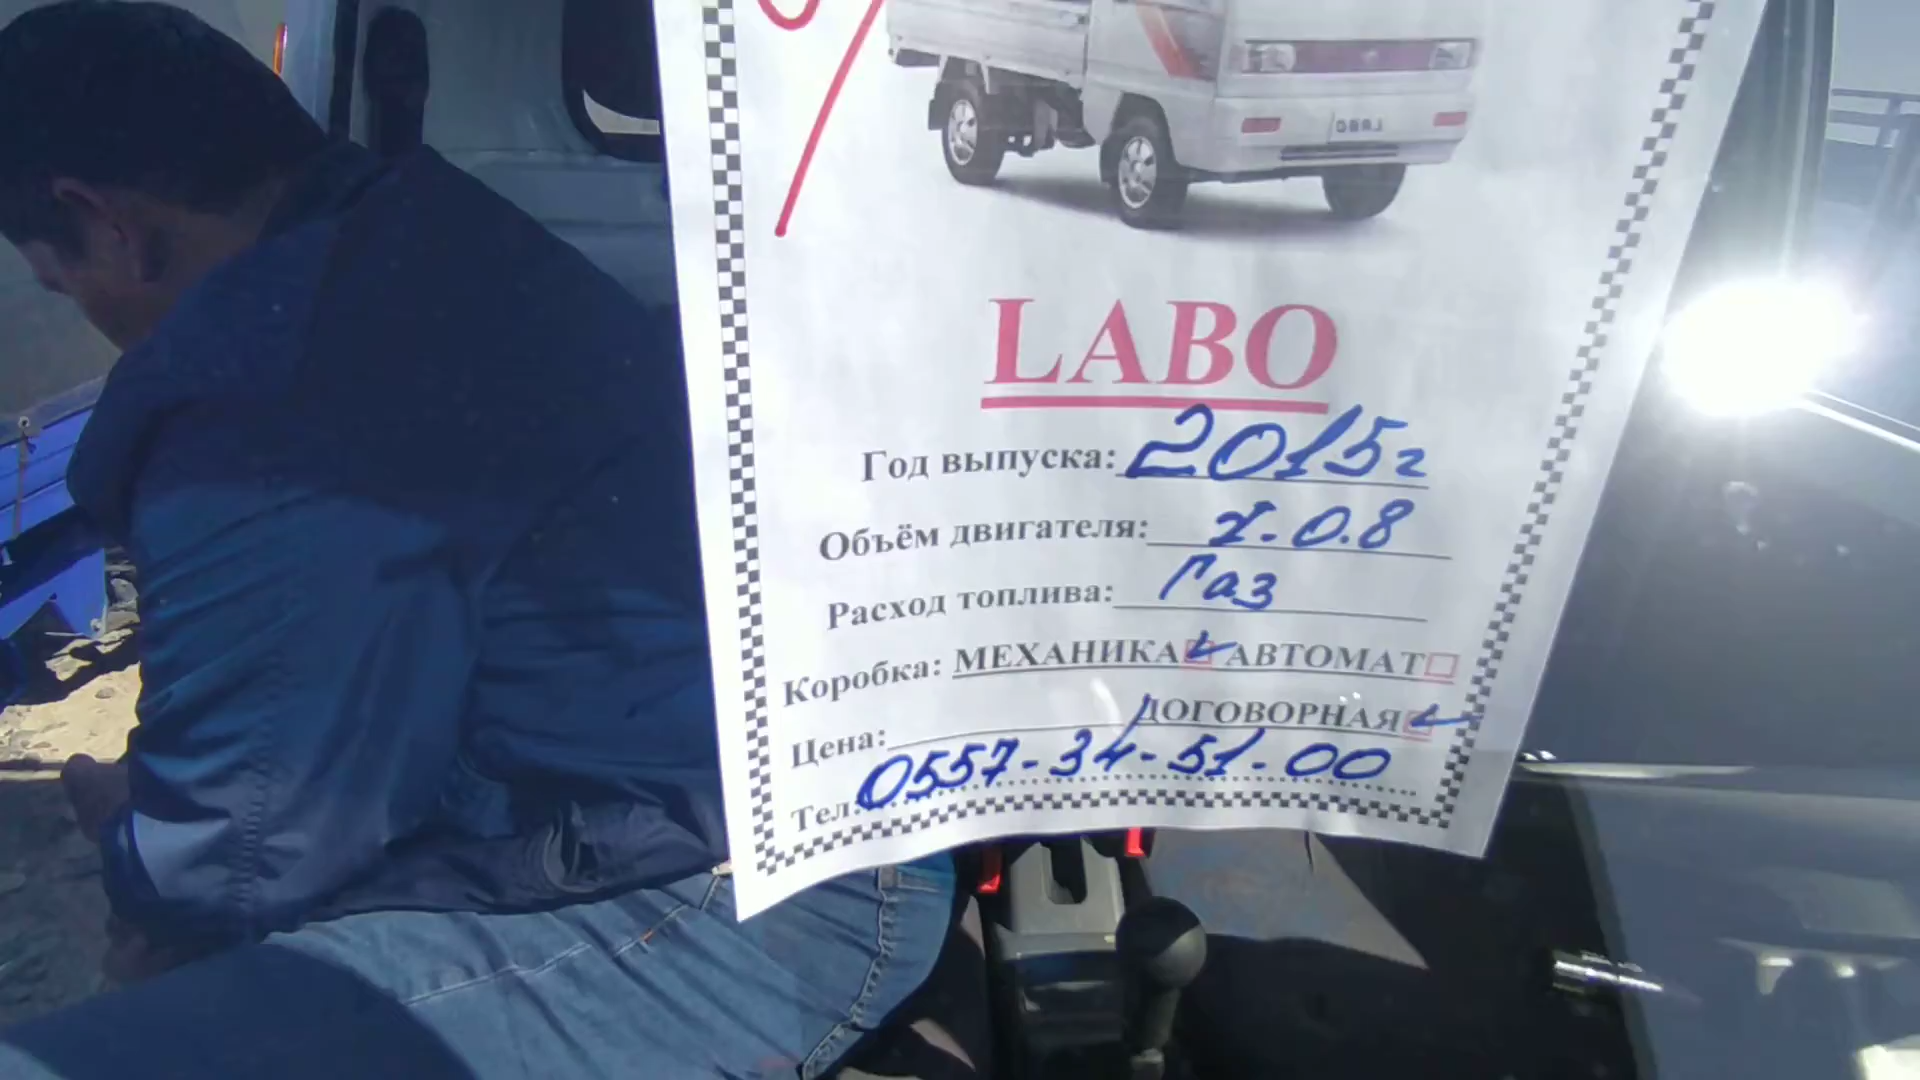 LABO
LABO
Год выпуска: 2015г
Объём двигателя: х-0.8
Расход топлива: Газ
Коробка: МЕХАНИКА АВТОМАТ
Цена: ДОГОВОРНАЯ
Тел: 0557-34-51-00